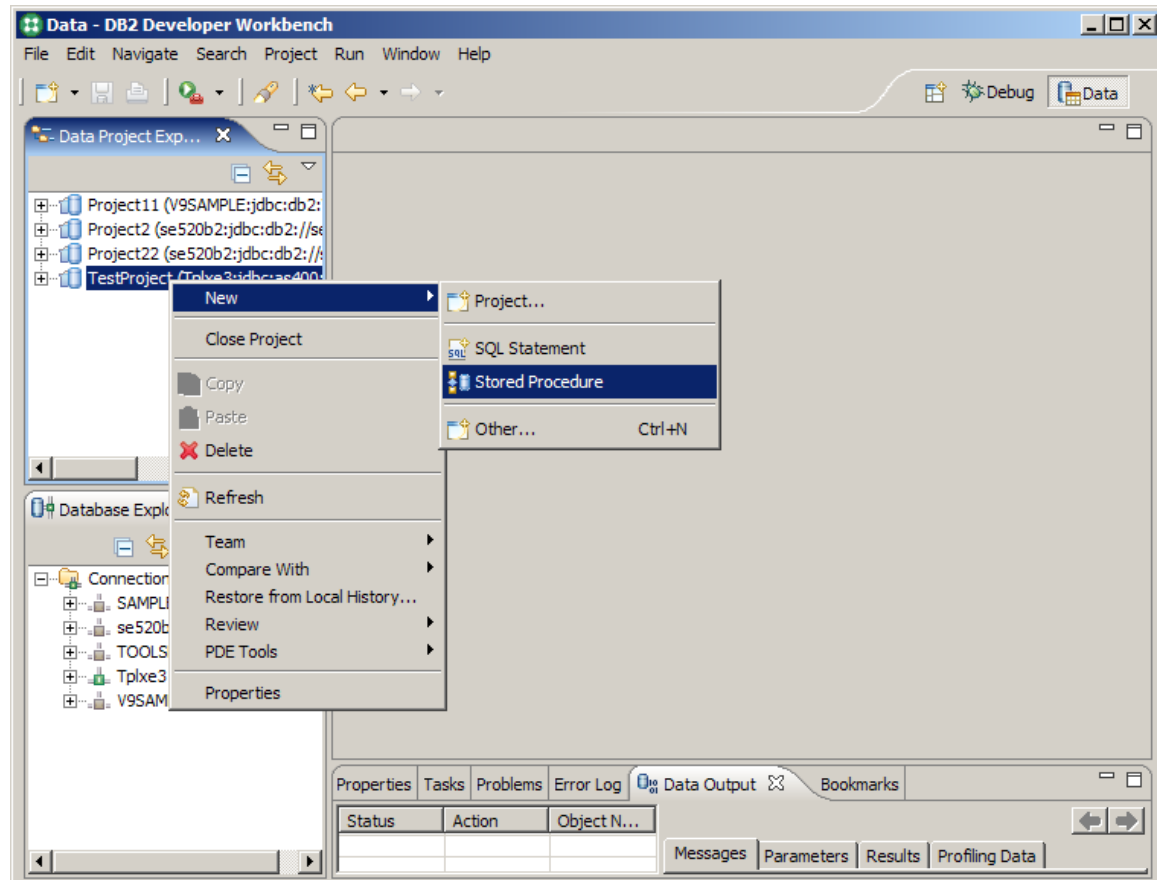 Data - DB2 Developer Workbench
File Edit Navigate Search Project Run Window Help
Debug Data
Data Project Exp...
Project11 (V9SAMPLE:jdbc:db2:
Project2 (se520b2:jdbc:db2://se
Project22 (se520b2:jdbc:db2://
TestProject (Tplxe3:jdbc:as400:
New
Close Project
Copy
Paste
Delete
Refresh
Team
Compare With
Restore from Local History...
Review
PDE Tools
Properties
Project...
SQL Statement
Stored Procedure
Other... Ctrl+N
Database Explo
Connection
SAMPL
se520b
TOOLS
Tplxe3
V9SAM
Properties Tasks Problems Error Log Data Output Bookmarks
Status Action Object N...
Messages Parameters Results Profiling Data